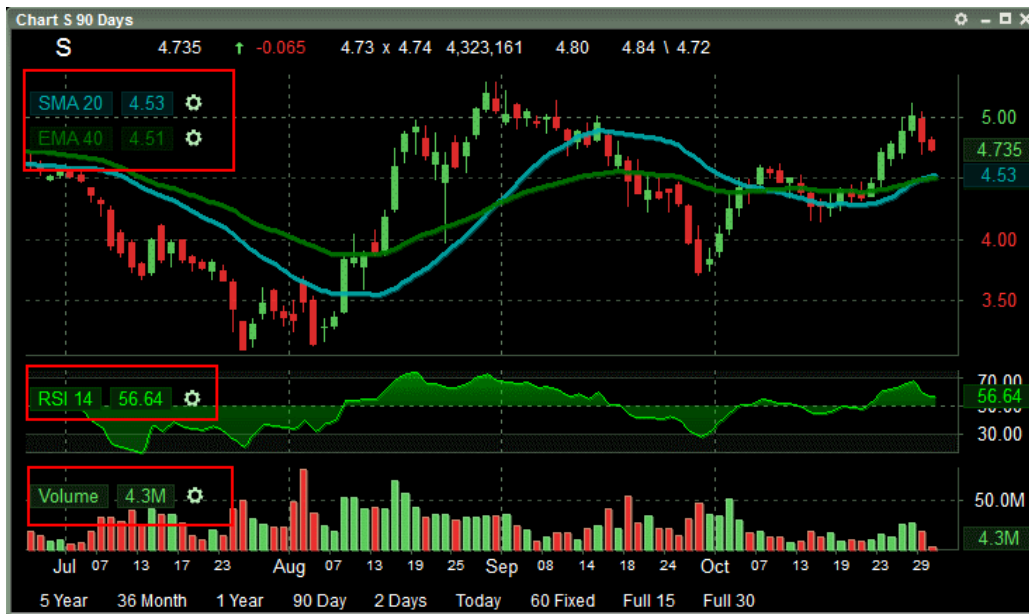 Chart S 90 Days
S 4.735 ↑ -0.065 4.73 x 4.74 4,323,161 4.80 4.84 \ 4.72
SMA 20 4.53
EMA 40 4.51
5.00
4.735
4.53
4.00
3.50
RSI 14 56.64
70.00
56.64
50.00
30.00
Volume 4.3M
50.0M
4.3M
Jul 07 13 17 23 Aug 07 13 19 25 Sep 08 14 18 24 Oct 07 13 19 23 29
5 Year 36 Month 1 Year 90 Day 2 Days Today 60 Fixed Full 15 Full 30